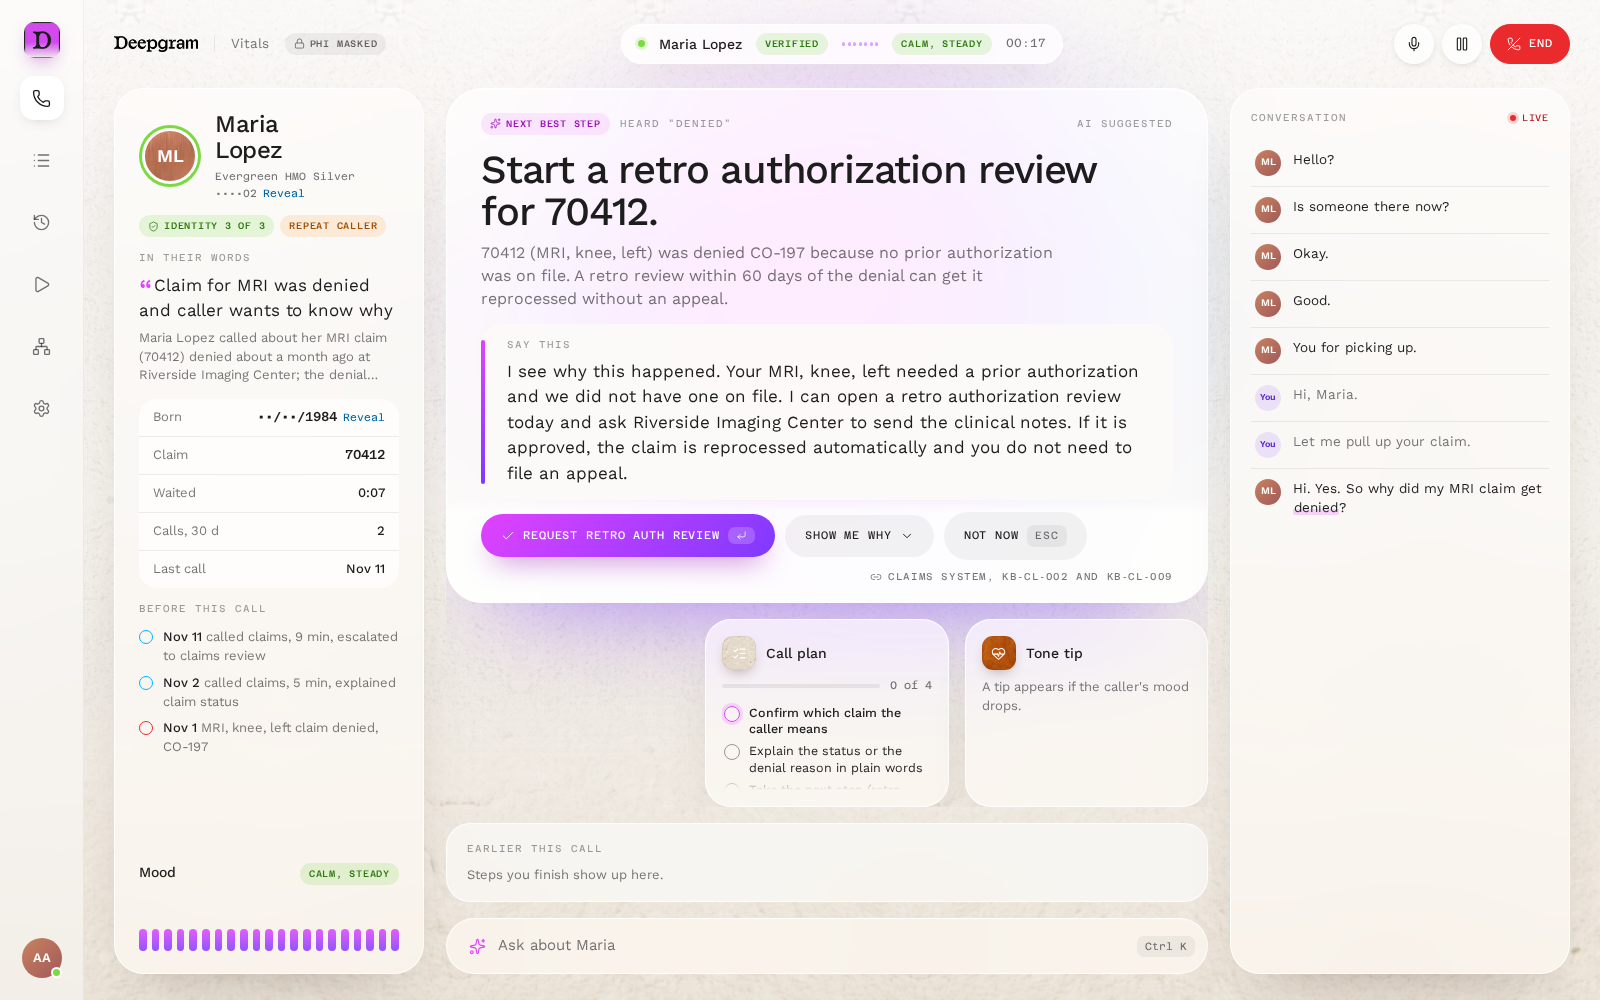 D
Deepgram
Vitals
PHI MASKED
Maria Lopez
VERIFIED
CALM, STEADY
00:17
END
ML
Maria
Lopez
Evergreen HMO Silver
••••02 Reveal
IDENTITY 3 OF 3
REPEAT CALLER
IN THEIR WORDS
“Claim for MRI was denied
and caller wants to know why
Maria Lopez called about her MRI claim
(70412) denied about a month ago at
Riverside Imaging Center; the denial...
Born ••/••/1984 Reveal
Claim 70412
Waited 0:07
Calls, 30 d 2
Last call Nov 11
BEFORE THIS CALL
Nov 11 called claims, 9 min, escalated
to claims review
Nov 2 called claims, 5 min, explained
claim status
Nov 1 MRI, knee, left claim denied,
CO-197
Mood
CALM, STEADY
AA
NEXT BEST STEP
HEARD "DENIED"
AI SUGGESTED
Start a retro authorization review
for 70412.
70412 (MRI, knee, left) was denied CO-197 because no prior authorization
was on file. A retro review within 60 days of the denial can get it
reprocessed without an appeal.
SAY THIS
I see why this happened. Your MRI, knee, left needed a prior authorization
and we did not have one on file. I can open a retro authorization review
today and ask Riverside Imaging Center to send the clinical notes. If it is
approved, the claim is reprocessed automatically and you do not need to
file an appeal.
REQUEST RETRO AUTH REVIEW
SHOW ME WHY
NOT NOW ESC
CLAIMS SYSTEM, KB-CL-002 AND KB-CL-009
Call plan
0 of 4
Confirm which claim the
caller means
Explain the status or the
denial reason in plain words
Take the next step (retro
Tone tip
A tip appears if the caller's mood
drops.
EARLIER THIS CALL
Steps you finish show up here.
Ask about Maria
Ctrl K
CONVERSATION
LIVE
ML Hello?
ML Is someone there now?
ML Okay.
ML Good.
ML You for picking up.
You Hi, Maria.
You Let me pull up your claim.
ML Hi. Yes. So why did my MRI claim get
denied?